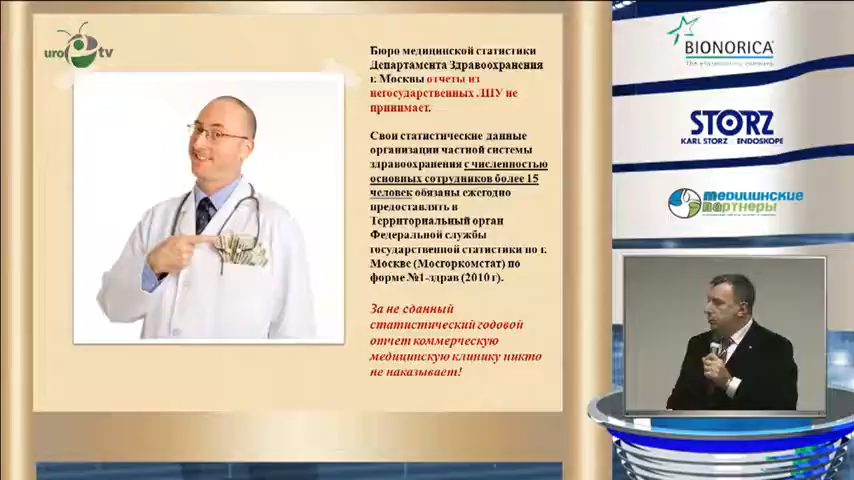 uro tv
Бюро медицинской статистики
Департамента Здравоохранения
г. Москвы отчеты из
негосударственных ЛПУ не
принимает.
Свои статистические данные
организации частной системы
здравоохранения с численностью
основных сотрудников более 15
человек обязаны ежегодно
предоставлять в
Территориальный орган
Федеральной службы
государственной статистики по г.
Москве (Мосгоркомстат) по
форме №1-здрав (2010 г).
За не сданный
статистический годовой
отчет коммерческую
медицинскую клинику никто
не наказывает!
BIONORICA
STORZ
KARL STORZ ENDOSKOPE
медицинские
партнеры